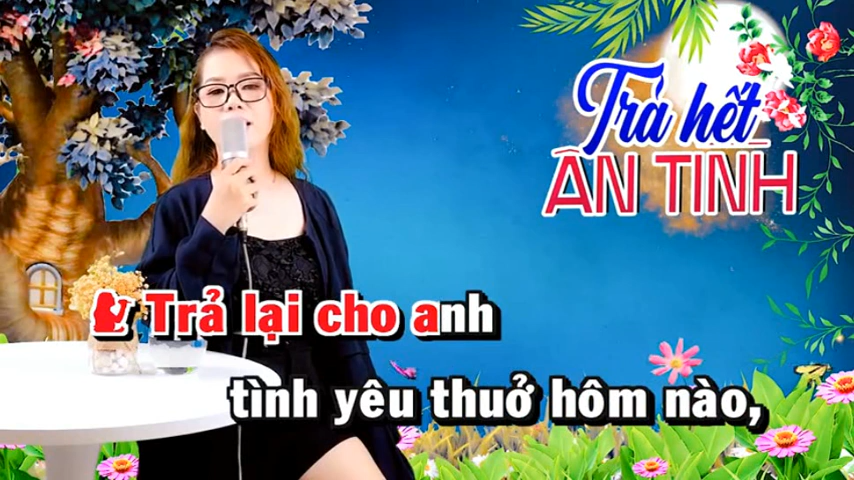 Trả hết
ÂN TÌNH
Trả lại cho anh
tình yêu thuở hôm nào,